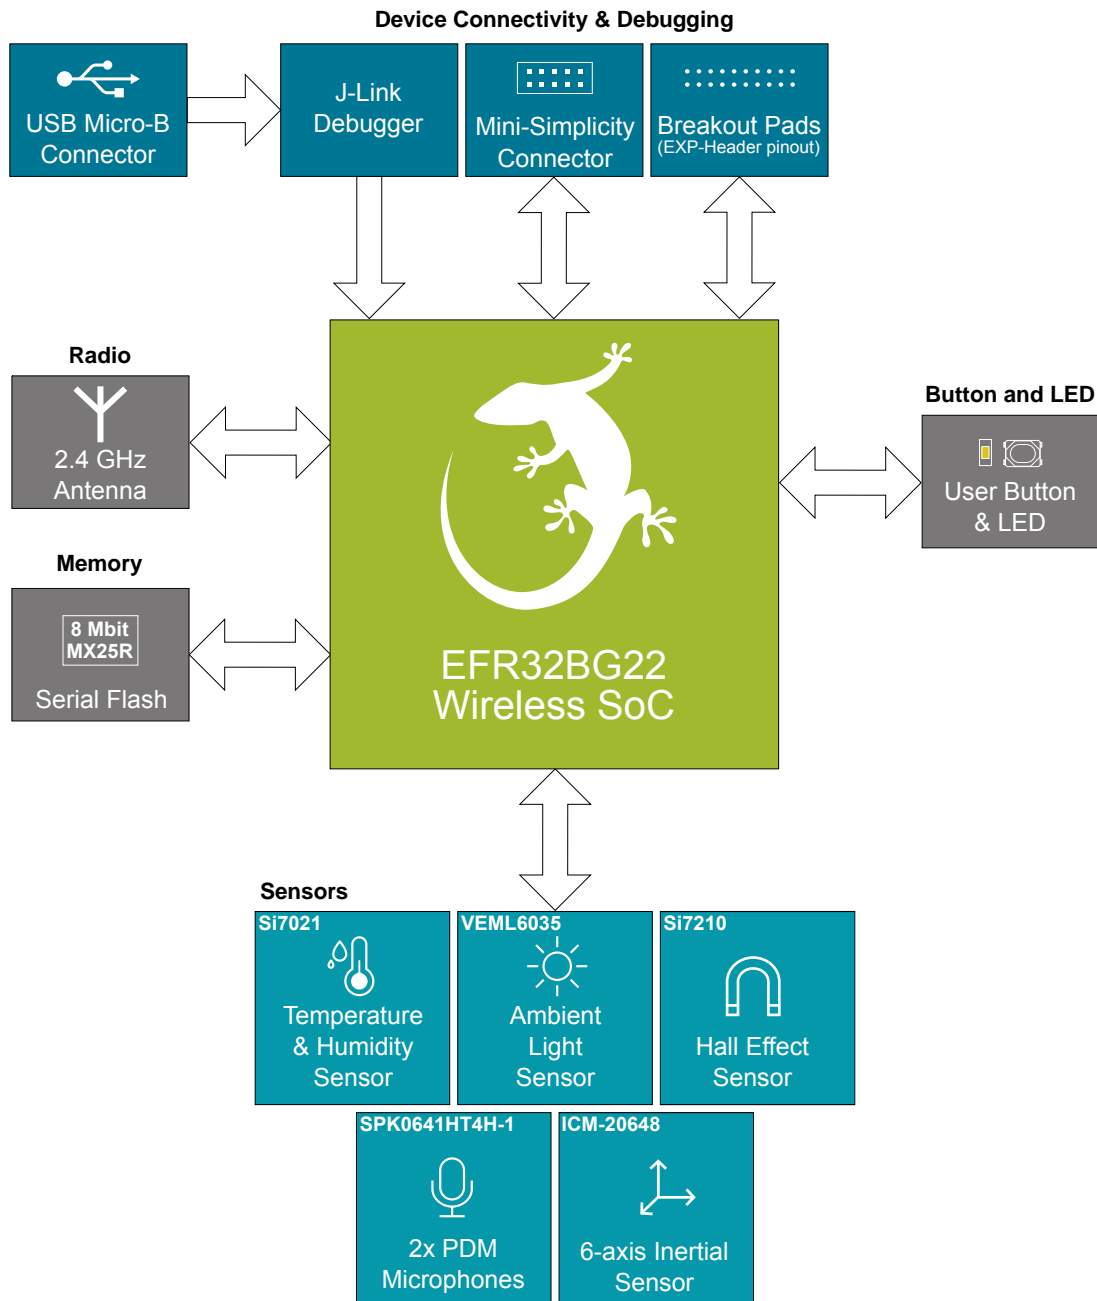 Device Connectivity & Debugging
USB Micro-B
Connector
J-Link
Debugger
Mini-Simplicity
Connector
Breakout Pads
(EXP-Header pinout)
Radio
2.4 GHz
Antenna
Button and LED
User Button
& LED
Memory
8 Mbit
MX25R
Serial Flash
EFR32BG22
Wireless SoC
Sensors
Si7021
Temperature
& Humidity
Sensor
VEML6035
Ambient
Light
Sensor
Si7210
Hall Effect
Sensor
SPK0641HT4H-1
2x PDM
Microphones
ICM-20648
6-axis Inertial
Sensor